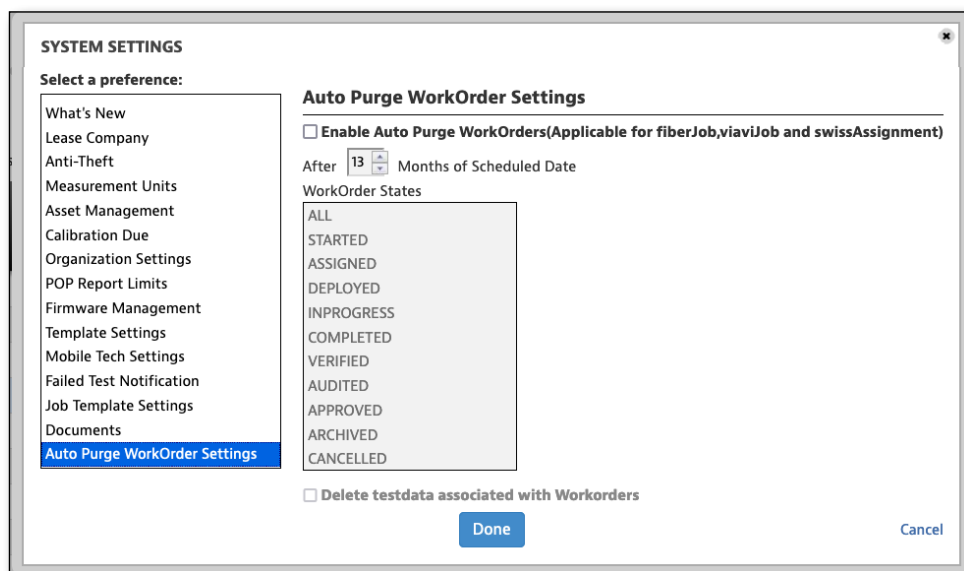 SYSTEM SETTINGS
Select a preference:
What's New
Lease Company
Anti-Theft
Measurement Units
Asset Management
Calibration Due
Organization Settings
POP Report Limits
Firmware Management
Template Settings
Mobile Tech Settings
Failed Test Notification
Job Template Settings
Documents
Auto Purge WorkOrder Settings
Auto Purge WorkOrder Settings
Enable Auto Purge WorkOrders(Applicable for fiberJob,viaviJob and swissAssignment)
After 13 Months of Scheduled Date
WorkOrder States
ALL
STARTED
ASSIGNED
DEPLOYED
INPROGRESS
COMPLETED
VERIFIED
AUDITED
APPROVED
ARCHIVED
CANCELLED
Delete testdata associated with Workorders
Done
Cancel